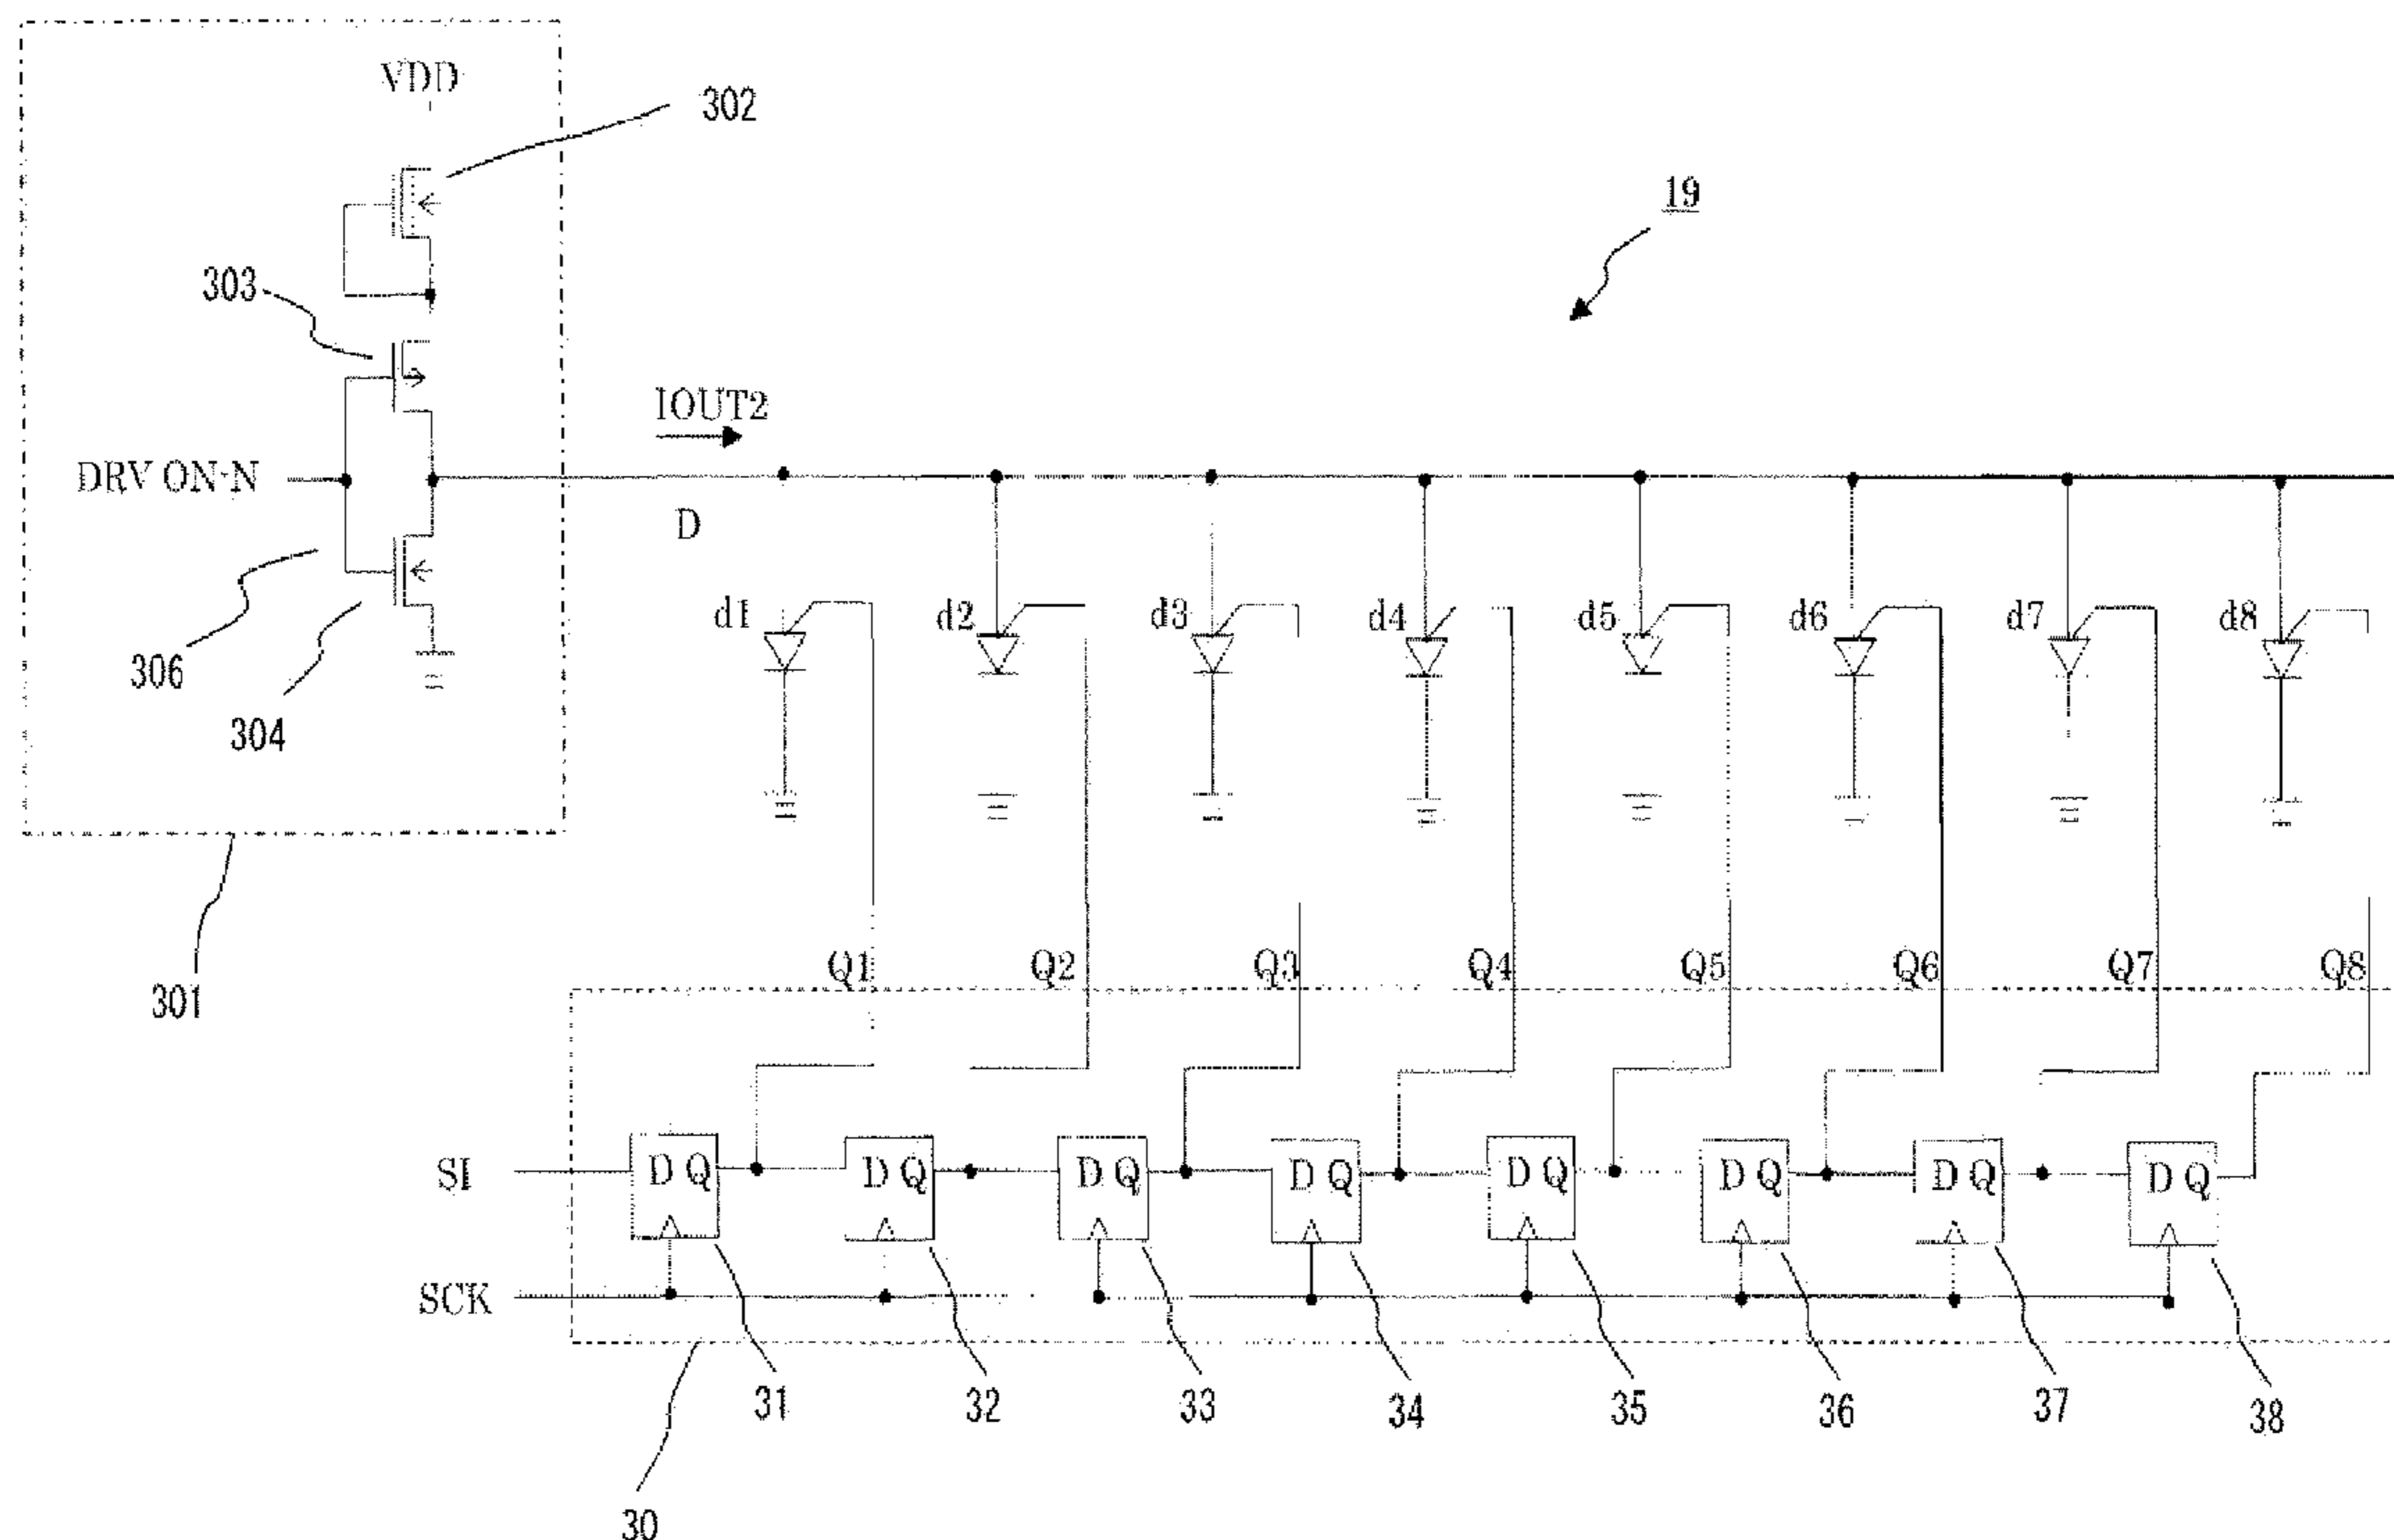 VDD
302
19
303
IOUT2
DRV ON-N
D
d1 d2 d3 d4 d5 d6 d7 d8
306
304
301
Q1 Q2 Q3 Q4 Q5 Q6 Q7 Q8
SI
D Q D Q D Q D Q D Q D Q D Q D Q
SCK
31 32 33 34 35 36 37 38
30